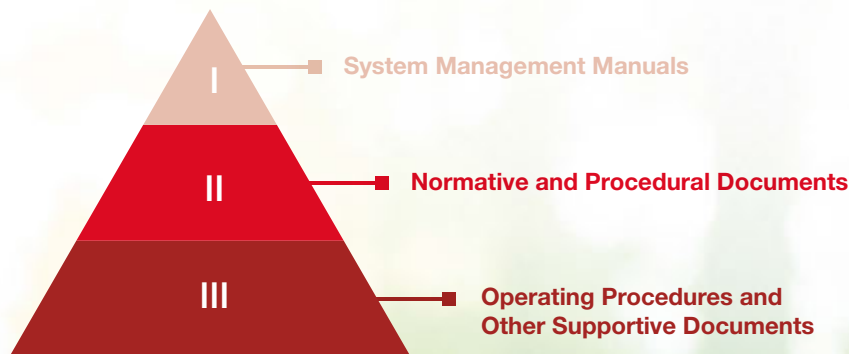 I
System Management Manuals
II
Normative and Procedural Documents
III
Operating Procedures and
Other Supportive Documents